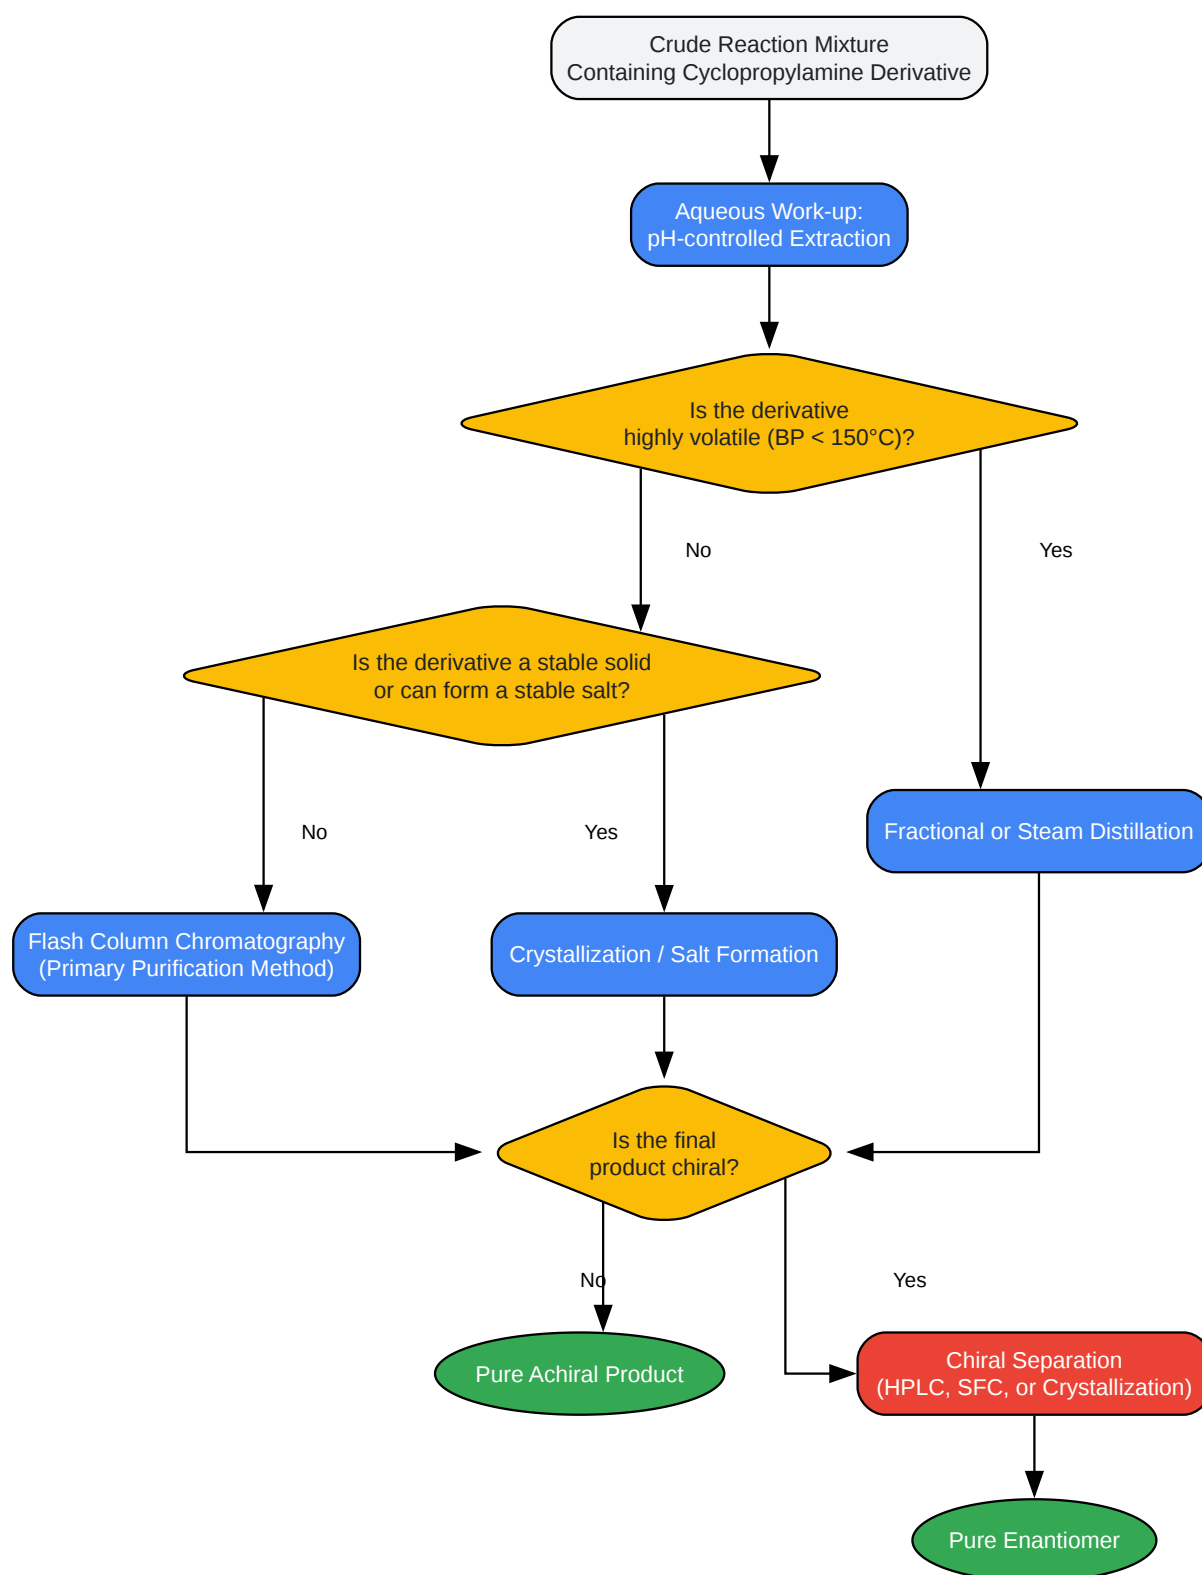 Crude Reaction Mixture
Containing Cyclopropylamine Derivative
Aqueous Work-up:
pH-controlled Extraction
Is the derivative
highly volatile (BP < 150°C)?
No
Yes
Is the derivative a stable solid
or can form a stable salt?
No
Yes
Fractional or Steam Distillation
Flash Column Chromatography
(Primary Purification Method)
Crystallization / Salt Formation
Is the final
product chiral?
No
Yes
Pure Achiral Product
Chiral Separation
(HPLC, SFC, or Crystallization)
Pure Enantiomer